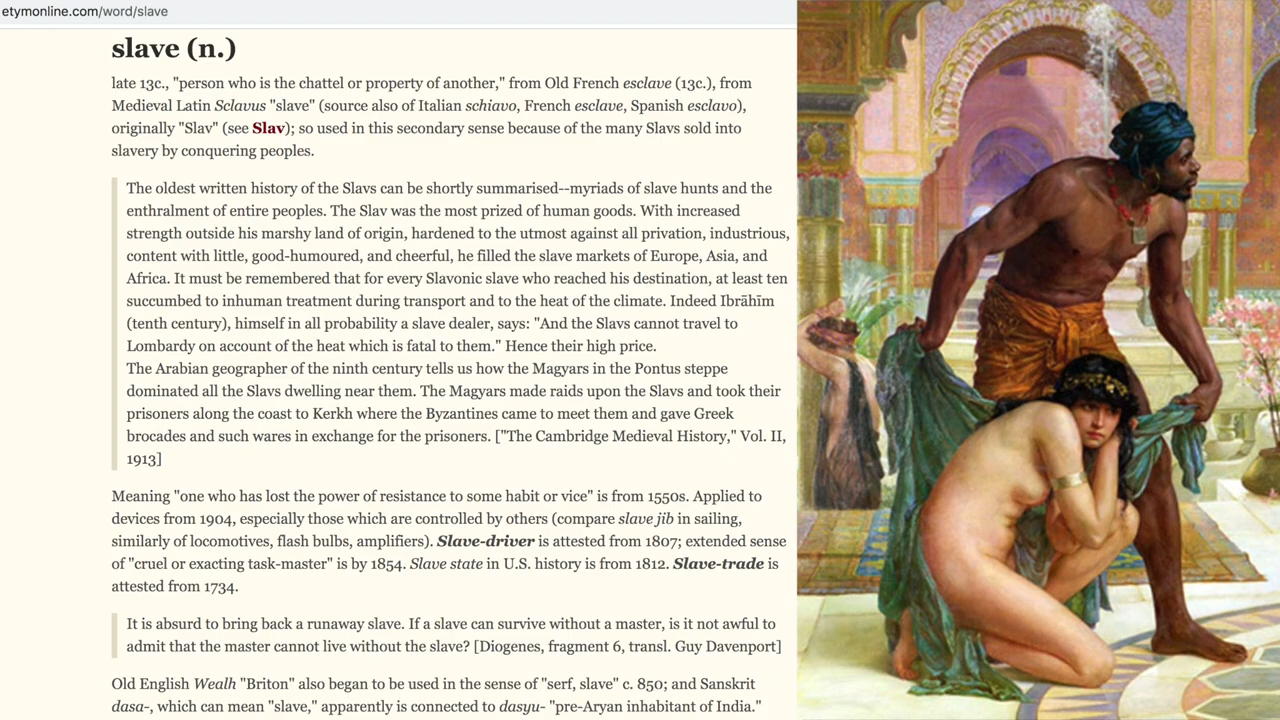 etymonline.com/word/slave
slave (n.)
late 13c., "person who is the chattel or property of another," from Old French esclave (13c.), from
Medieval Latin Sclavus "slave" (source also of Italian schiavo, French esclave, Spanish esclavo),
originally "Slav" (see Slav); so used in this secondary sense because of the many Slavs sold into
slavery by conquering peoples.
The oldest written history of the Slavs can be shortly summarised--myriads of slave hunts and the
enthralment of entire peoples. The Slav was the most prized of human goods. With increased
strength outside his marshy land of origin, hardened to the utmost against all privation, industrious,
content with little, good-humoured, and cheerful, he filled the slave markets of Europe, Asia, and
Africa. It must be remembered that for every Slavonic slave who reached his destination, at least ten
succumbed to inhuman treatment during transport and to the heat of the climate. Indeed Ibrāhīm
(tenth century), himself in all probability a slave dealer, says: "And the Slavs cannot travel to
Lombardy on account of the heat which is fatal to them." Hence their high price.
The Arabian geographer of the ninth century tells us how the Magyars in the Pontus steppe
dominated all the Slavs dwelling near them. The Magyars made raids upon the Slavs and took their
prisoners along the coast to Kerkh where the Byzantines came to meet them and gave Greek
brocades and such wares in exchange for the prisoners. ["The Cambridge Medieval History," Vol. II,
1913]
Meaning "one who has lost the power of resistance to some habit or vice" is from 1550s. Applied to
devices from 1904, especially those which are controlled by others (compare slave jib in sailing,
similarly of locomotives, flash bulbs, amplifiers). Slave-driver is attested from 1807; extended sense
of "cruel or exacting task-master" is by 1854. Slave state in U.S. history is from 1812. Slave-trade is
attested from 1734.
It is absurd to bring back a runaway slave. If a slave can survive without a master, is it not awful to
admit that the master cannot live without the slave? [Diogenes, fragment 6, transl. Guy Davenport]
Old English Wealh "Briton" also began to be used in the sense of "serf, slave" c. 850; and Sanskrit
dasa-, which can mean "slave," apparently is connected to dasyu- "pre-Aryan inhabitant of India."